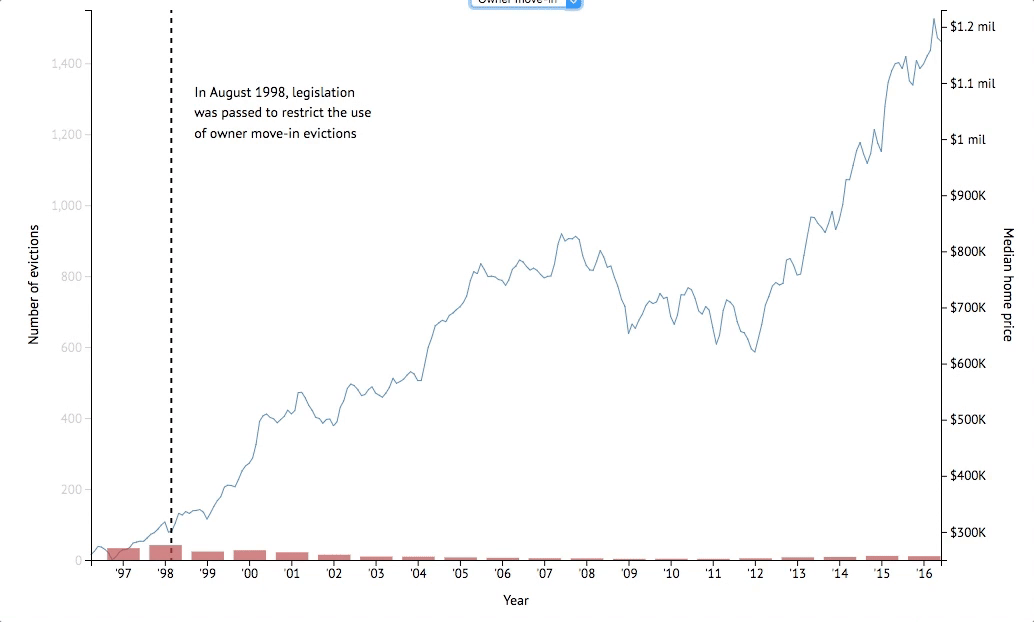 Owner move-in
In August 1998, legislation
was passed to restrict the use
of owner move-in evictions
Number of evictions
1,400
1,200
1,000
800
600
400
200
0
$1.2 mil
$1.1 mil
$1 mil
$900K
$800K
$700K
$600K
$500K
$400K
$300K
Median home price
'97 '98 '99 '00 '01 '02 '03 '04 '05 '06 '07 '08 '09 '10 '11 '12 '13 '14 '15 '16
Year